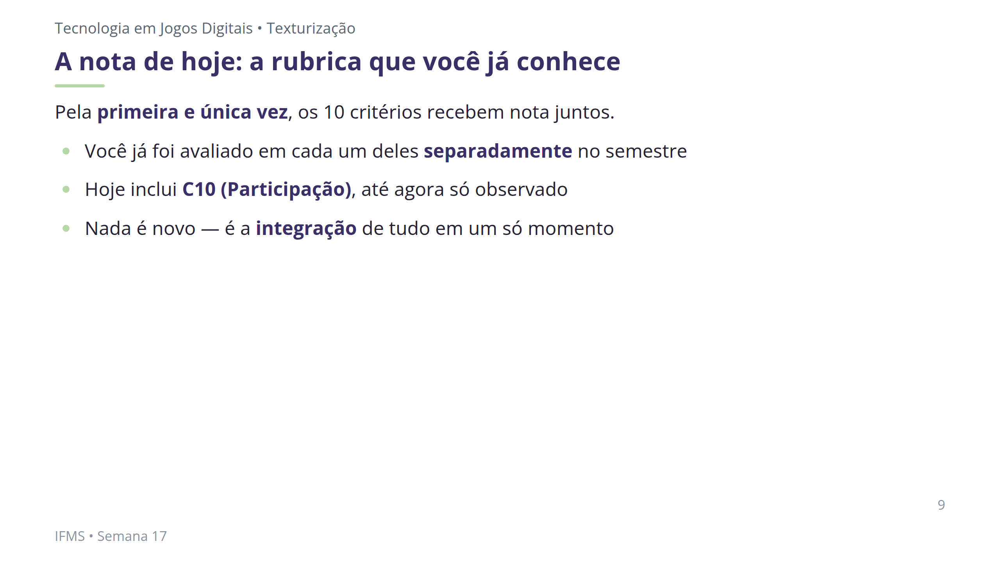 Tecnologia em Jogos Digitais • Texturização
A nota de hoje: a rubrica que você já conhece
Pela primeira e única vez, os 10 critérios recebem nota juntos.
• Você já foi avaliado em cada um deles separadamente no semestre
• Hoje inclui C10 (Participação), até agora só observado
• Nada é novo — é a integração de tudo em um só momento
9
IFMS • Semana 17